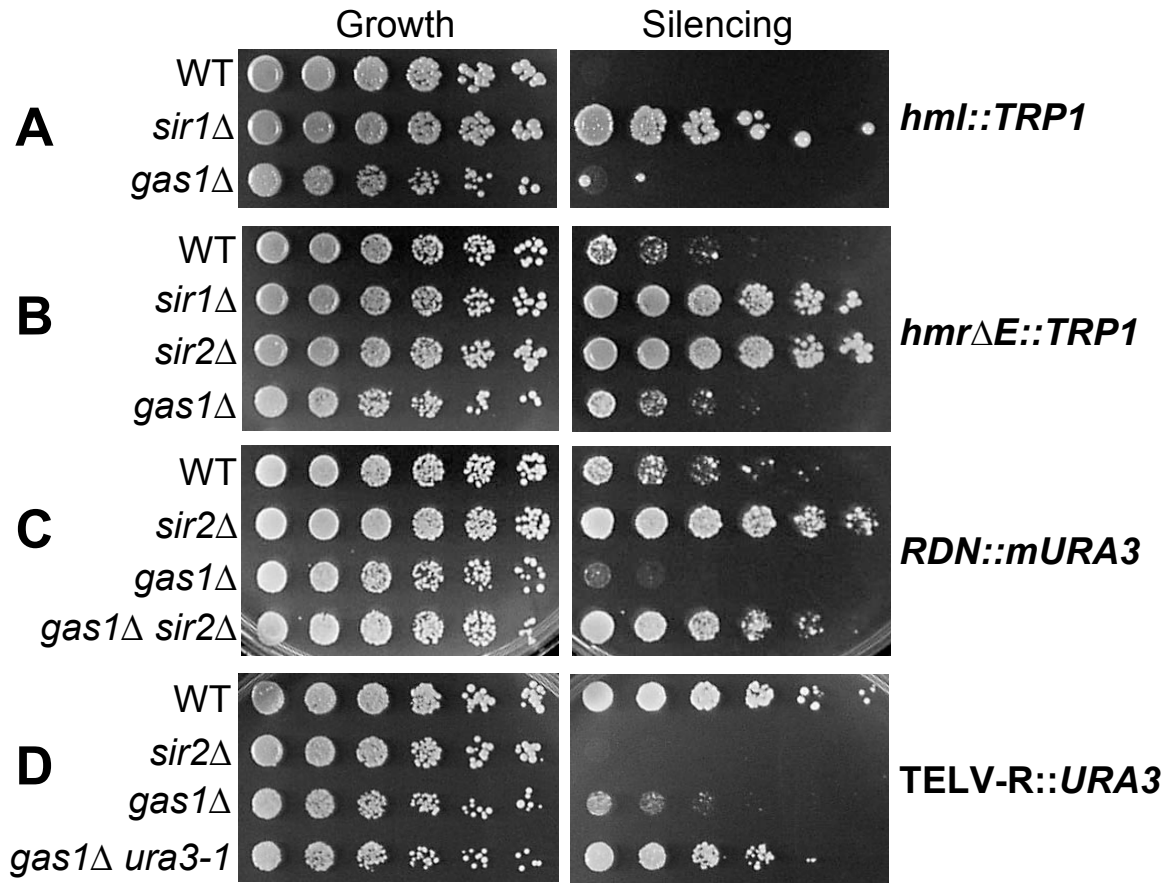 Growth Silencing
A
WT
sir1Δ
gas1Δ
hml::TRP1
B
WT
sir1Δ
sir2Δ
gas1Δ
hmrΔE::TRP1
C
WT
sir2Δ
gas1Δ
gas1Δ sir2Δ
RDN::mURA3
D
WT
sir2Δ
gas1Δ
gas1Δ ura3-1
TELV-R::URA3